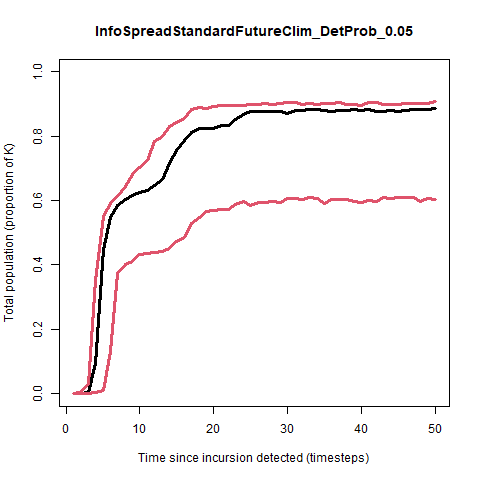 InfoSpreadStandardFutureClim_DetProb_0.05
Total population (proportion of K)
1.0
0.8
0.6
0.4
0.2
0.0
0 10 20 30 40 50
Time since incursion detected (timesteps)